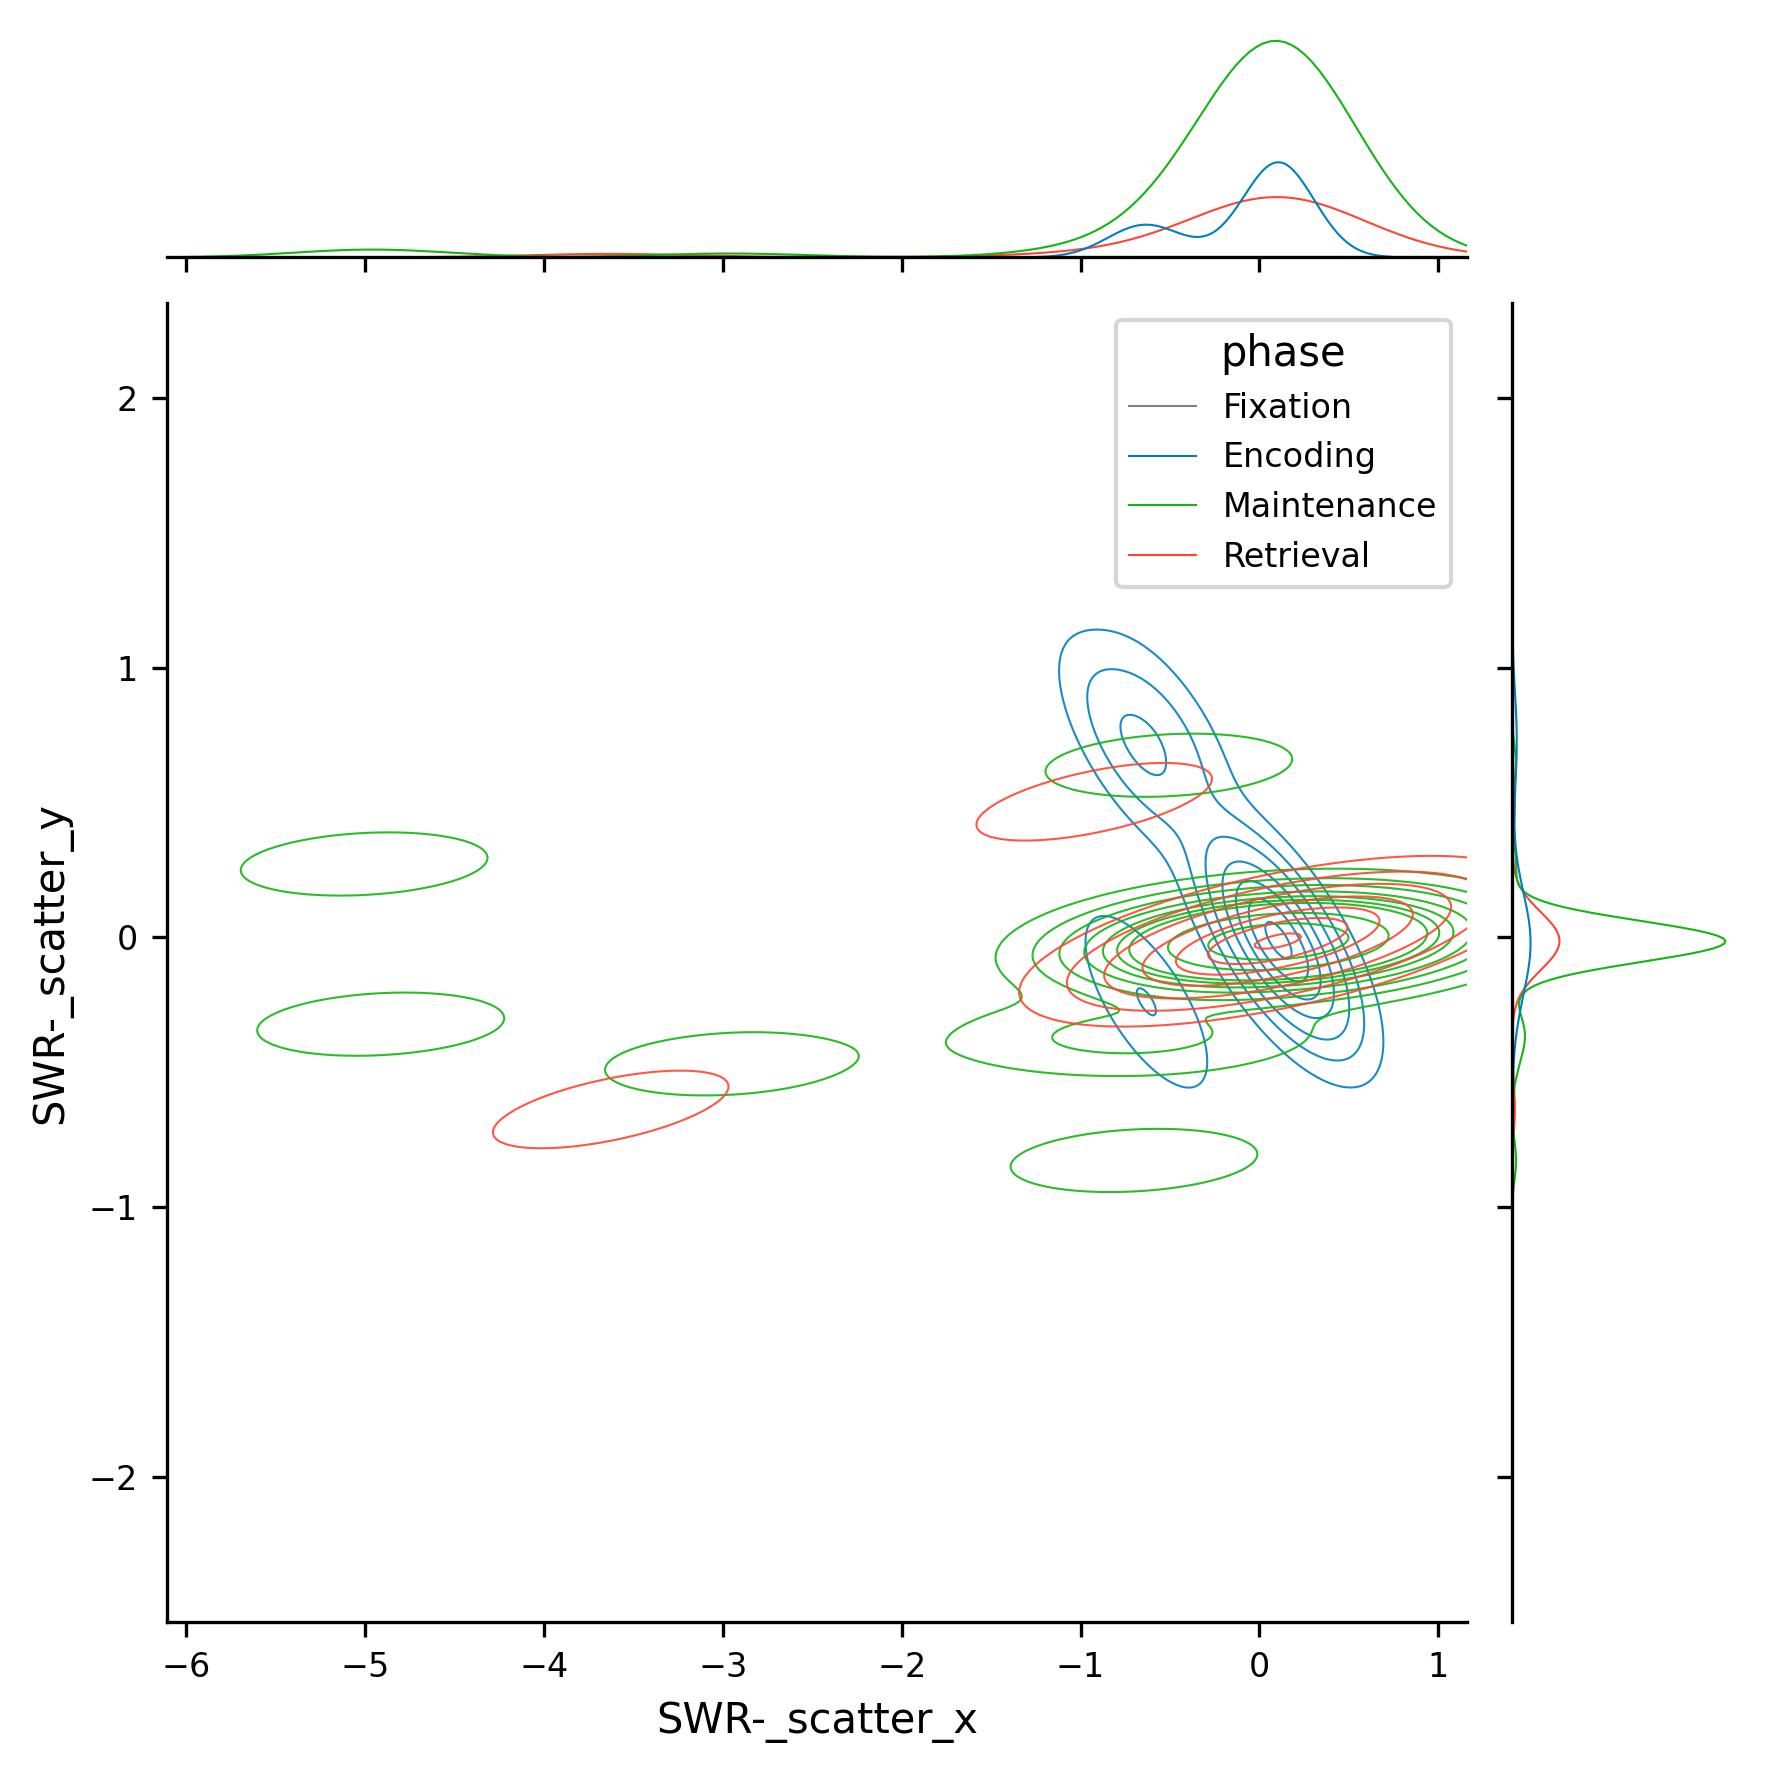 phase
Fixation
Encoding
Maintenance
Retrieval
2
1
0
−1
−2
SWR-_scatter_y
−6 −5 −4 −3 −2 −1 0 1
SWR-_scatter_x